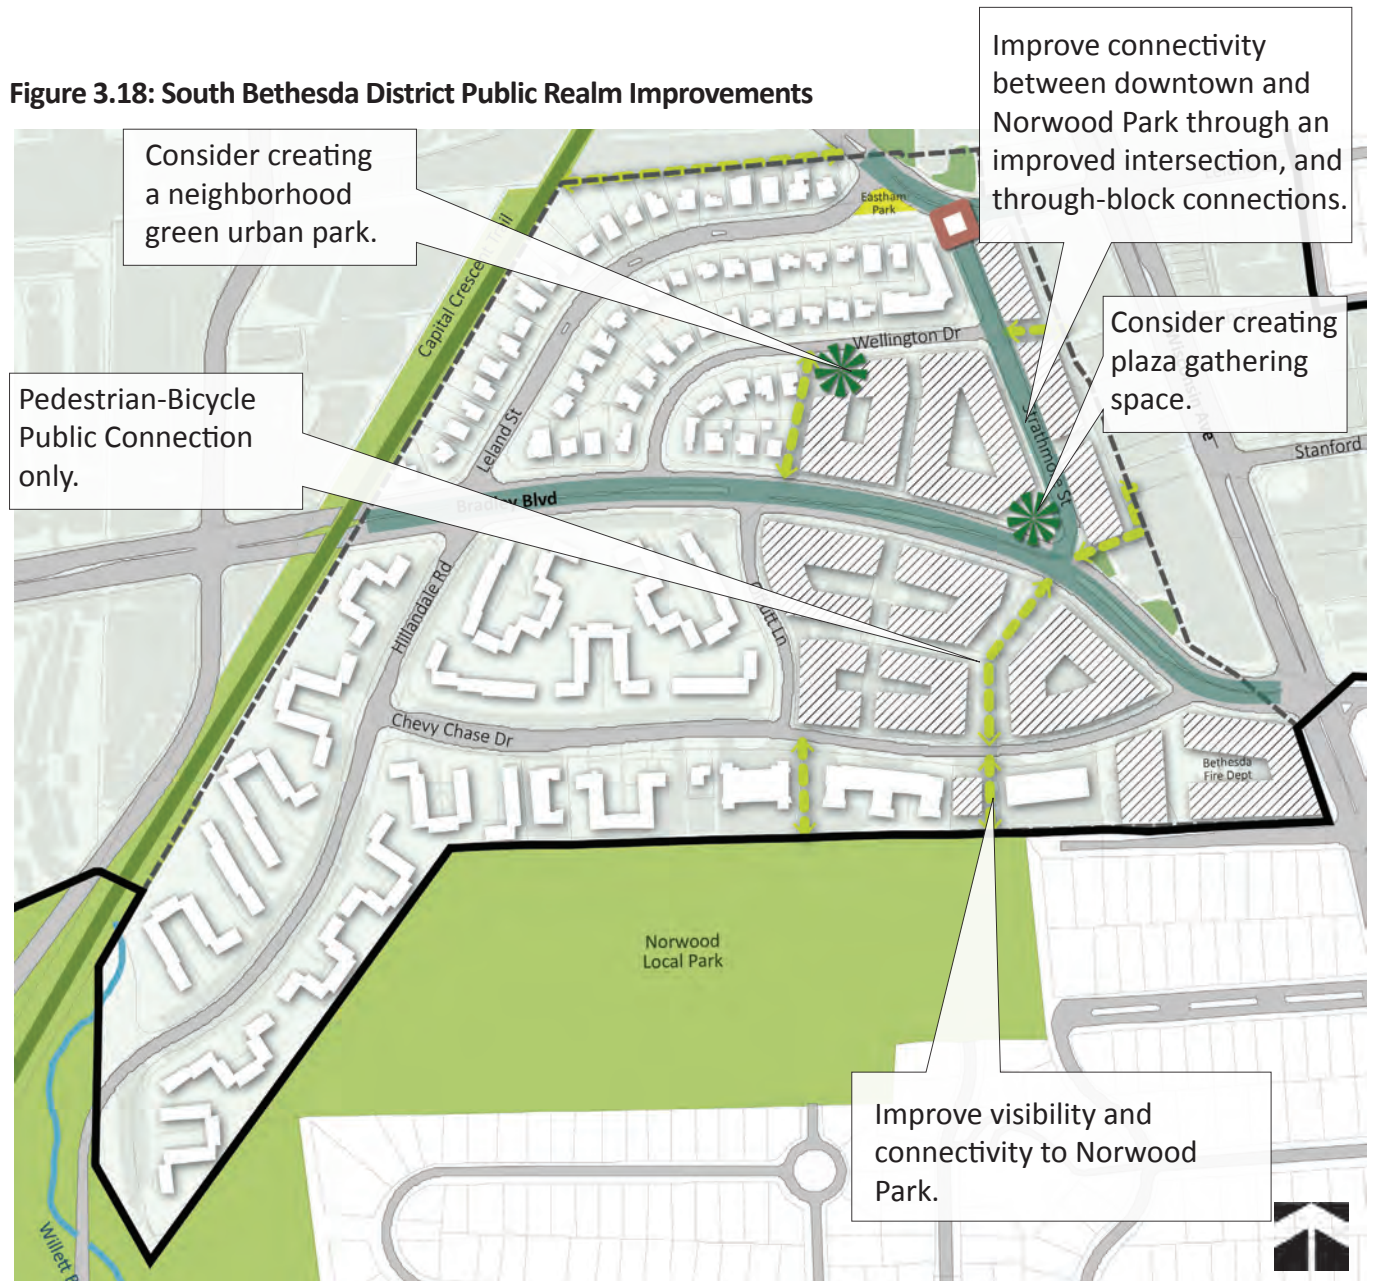 Figure 3.18: South Bethesda District Public Realm Improvements
Improve connectivity
between downtown and
Norwood Park through an
improved intersection, and
through-block connections.
Consider creating
a neighborhood
green urban park.
Eastham
Park
Capital Crescent Trail
Consider creating
plaza gathering
space.
Wellington Dr
Pedestrian-Bicycle
Public Connection
only.
Leland St
Strathmore St
Stanford
Bradley Blvd
Hillandale Rd
Chevy Chase Dr
Bethesda
Fire Dept
Norwood
Local Park
Improve visibility and
connectivity to Norwood
Park.
Willett